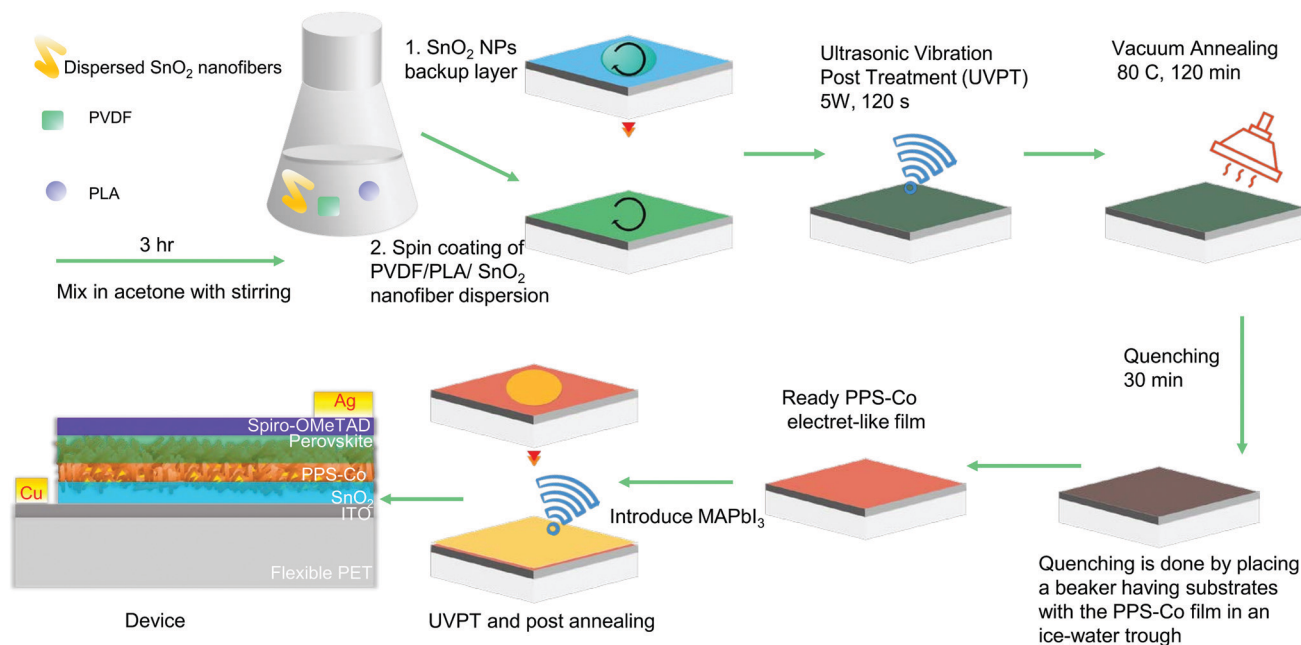 Dispersed SnO₂ nanofibers
PVDF
PLA
3 hr
Mix in acetone with stirring
1. SnO₂ NPs
backup layer
2. Spin coating of
PVDF/PLA/ SnO₂
nanofiber dispersion
Ultrasonic Vibration
Post Treatment (UVPT)
5W, 120 s
Vacuum Annealing
80 C, 120 min
Quenching
30 min
Quenching is done by placing
a beaker having substrates
with the PPS-Co film in an
ice-water trough
Ready PPS-Co
electret-like film
Introduce MAPbI₃
UVPT and post annealing
Ag
Spiro-OMeTAD
Perovskite
PPS-Co
Cu
SnO₂
ITO
Flexible PET
Device